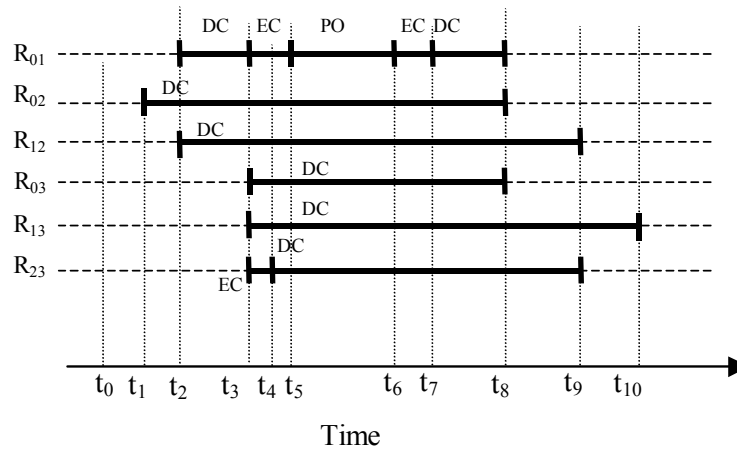 DC EC PO EC DC
R01
DC
R02
DC
R12
DC
R03
DC
R13
DC
R23
EC
t0 t1 t2 t3 t4 t5 t6 t7 t8 t9 t10
Time